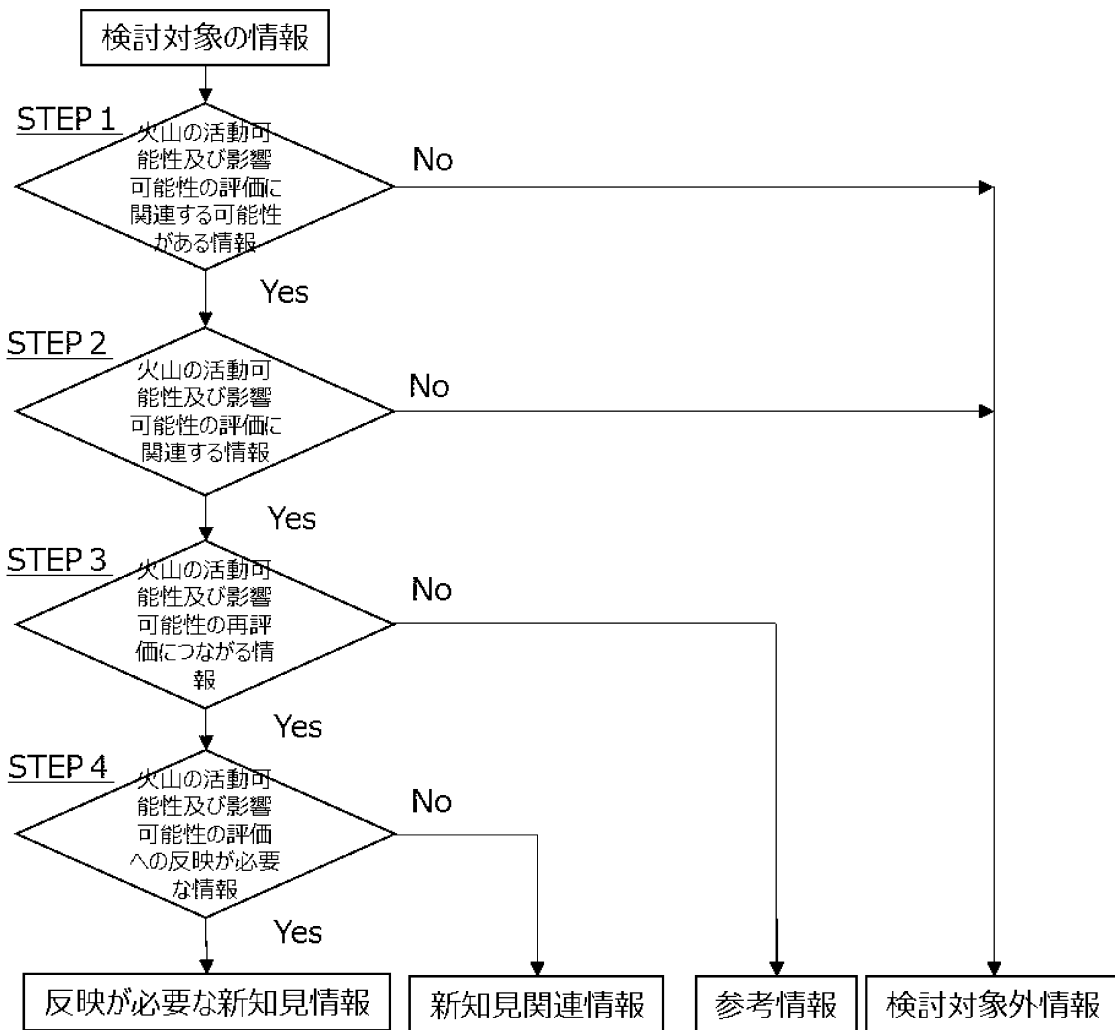 検討対象の情報
STEP 1
火山の活動可
能性及び影響
可能性の評価に
関連する可能性
がある情報
No
Yes
STEP 2
火山の活動可
能性及び影響
可能性の評価に
関連する情報
No
Yes
STEP 3
火山の活動可
能性及び影響
可能性の再評
価につながる情
報
No
Yes
STEP 4
火山の活動可
能性及び影響
可能性の評価
への反映が必要
な情報
No
Yes
反映が必要な新知見情報
新知見関連情報
参考情報
検討対象外情報